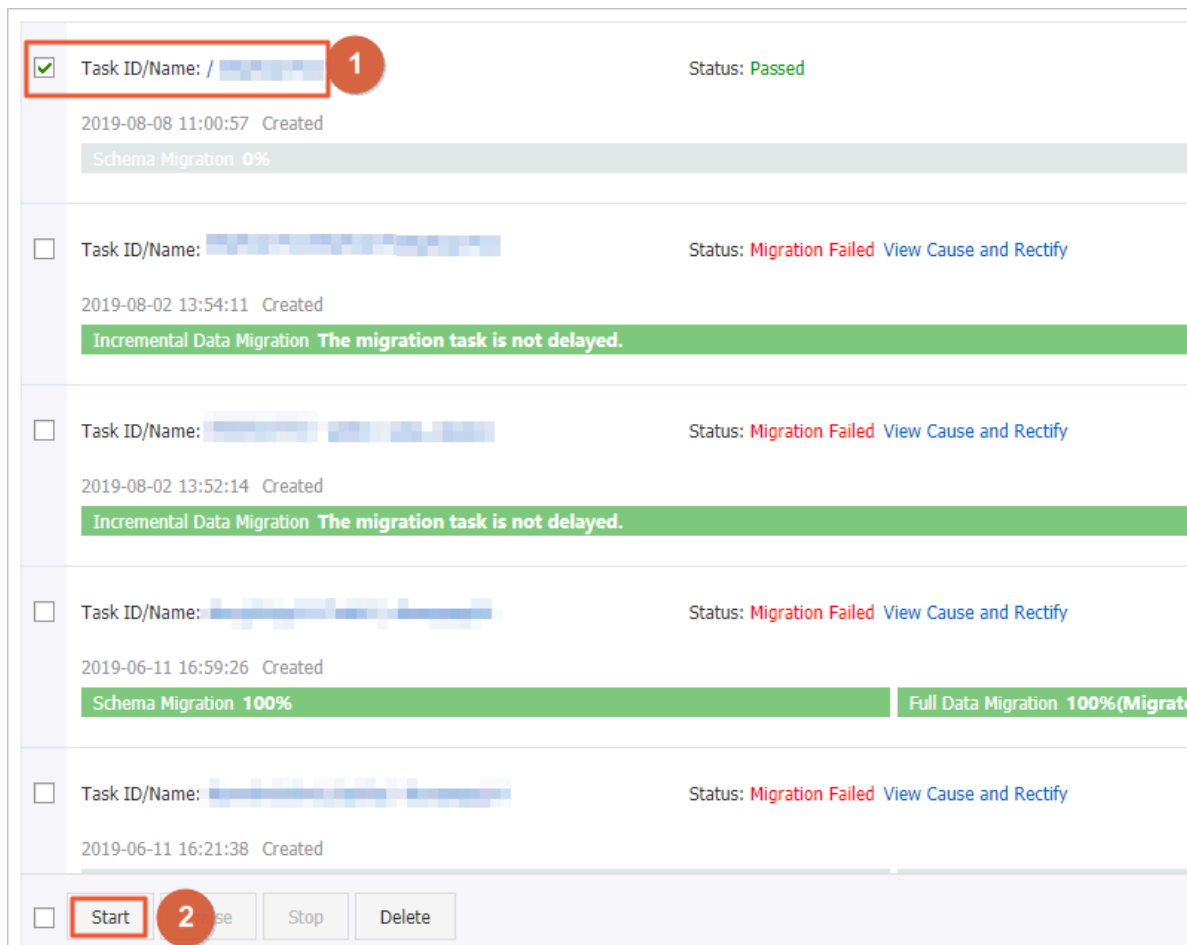 Task ID/Name: / 1 Status: Passed
2019-08-08 11:00:57 Created
Schema Migration 0%
Task ID/Name: Status: Migration Failed View Cause and Rectify
2019-08-02 13:54:11 Created
Incremental Data Migration The migration task is not delayed.
Task ID/Name: Status: Migration Failed View Cause and Rectify
2019-08-02 13:52:14 Created
Incremental Data Migration The migration task is not delayed.
Task ID/Name: Status: Migration Failed View Cause and Rectify
2019-06-11 16:59:26 Created
Schema Migration 100% Full Data Migration 100%(Migrate
Task ID/Name: Status: Migration Failed View Cause and Rectify
2019-06-11 16:21:38 Created
Start 2 se Stop Delete